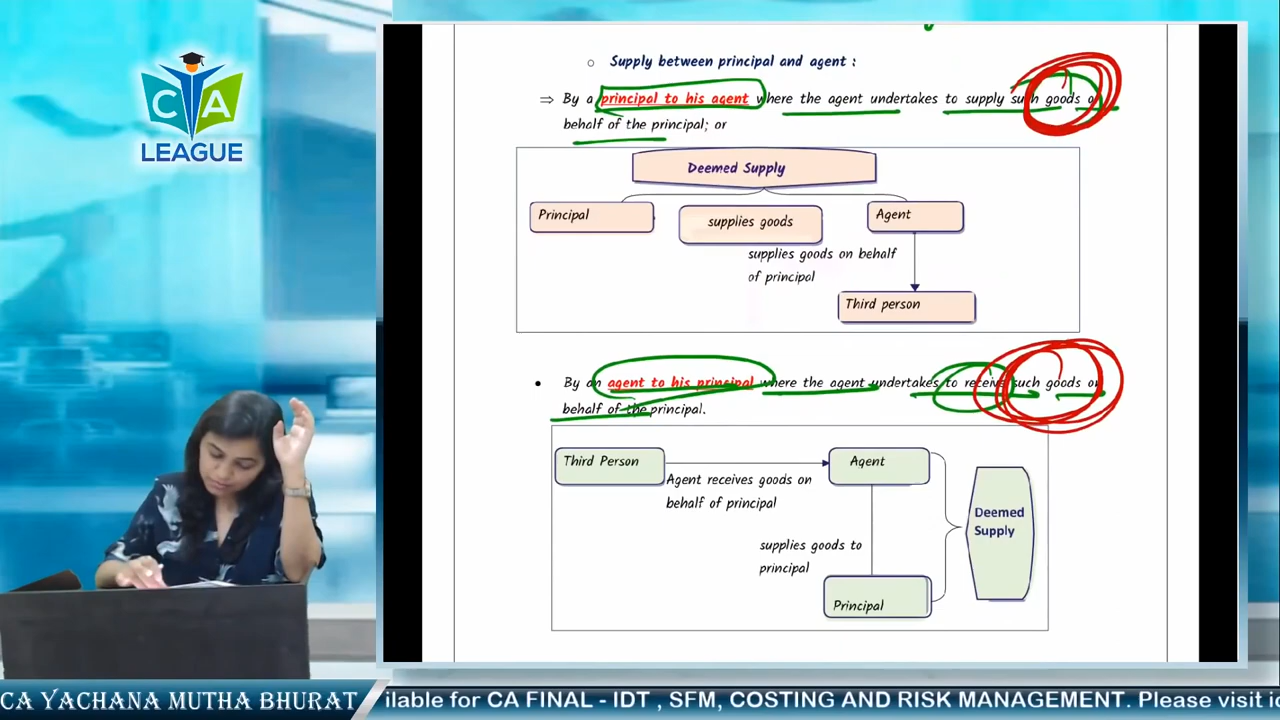 Supply between principal and agent :
⇒ By a principal to his agent where the agent undertakes to supply such goods on
behalf of the principal; or
Deemed Supply
Principal
supplies goods
Agent
supplies goods on behalf
of principal
Third person
• By an agent to his principal where the agent undertakes to receive such goods on
behalf of the principal.
Third Person
Agent
Agent receives goods on
behalf of principal
Deemed
Supply
supplies goods to
principal
Principal
CA
LEAGUE
CA YACHANA MUTHA BHURAT
ilable for CA FINAL - IDT , SFM, COSTING AND RISK MANAGEMENT. Please visit